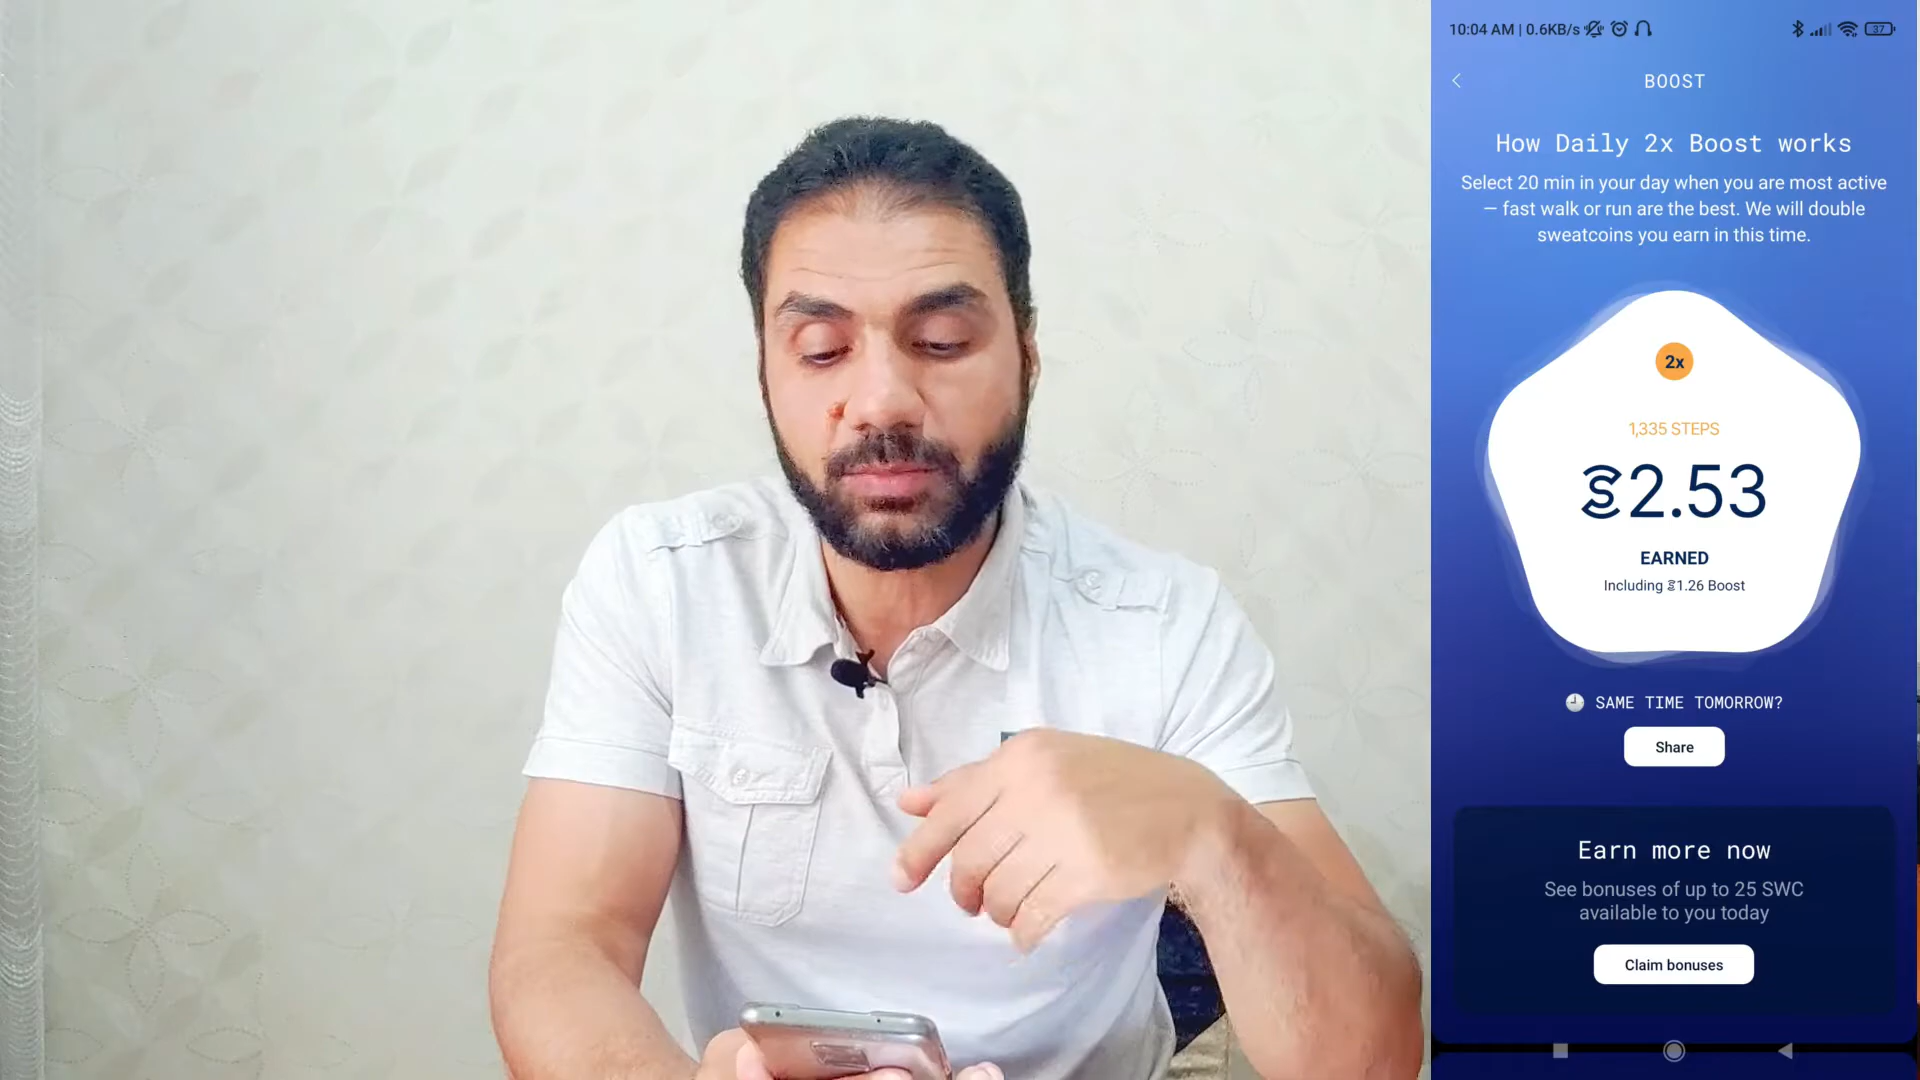 10:04 AM | 0.6KB/s
37
BOOST
How Daily 2x Boost works
Select 20 min in your day when you are most active
– fast walk or run are the best. We will double
sweatcoins you earn in this time.
2x
1,335 STEPS
2.53
EARNED
Including 1.26 Boost
SAME TIME TOMORROW?
Share
Earn more now
See bonuses of up to 25 SWC
available to you today
Claim bonuses